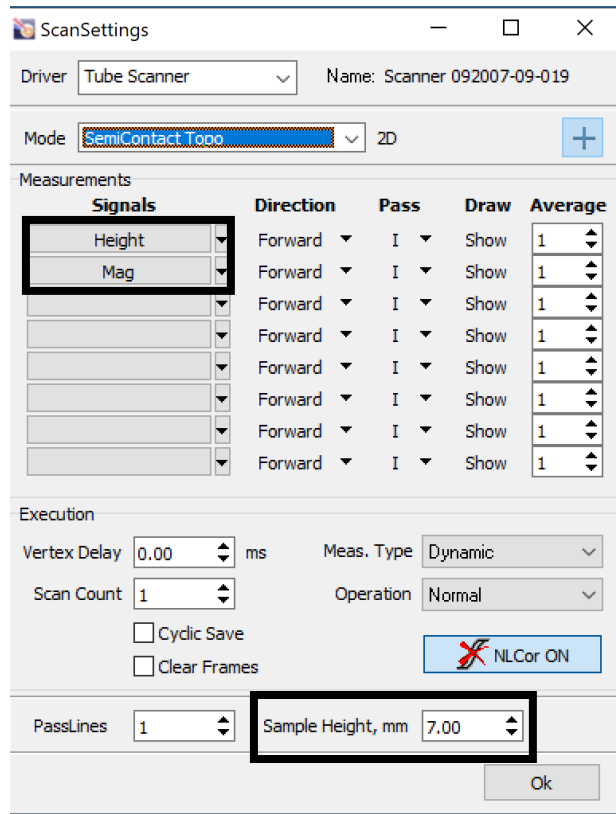 ScanSettings
Driver Tube Scanner Name: Scanner 092007-09-019
Mode SemiContact Topo 2D
Measurements
Signals Direction Pass Draw Average
Height Forward I Show 1
Mag Forward I Show 1
Forward I Show 1
Forward I Show 1
Forward I Show 1
Forward I Show 1
Forward I Show 1
Forward I Show 1
Execution
Vertex Delay 0.00 ms Meas. Type Dynamic
Scan Count 1 Operation Normal
Cyclic Save
Clear Frames
NLCor ON
PassLines 1 Sample Height, mm 7.00
Ok